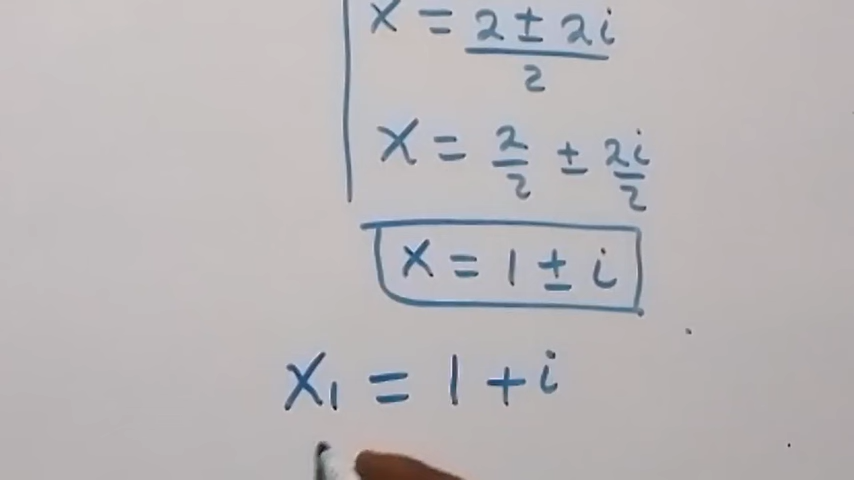 x = 2 ± 2i / 2
x = 2/2 ± 2i/2
x = 1 ± i
x₁ = 1 + i